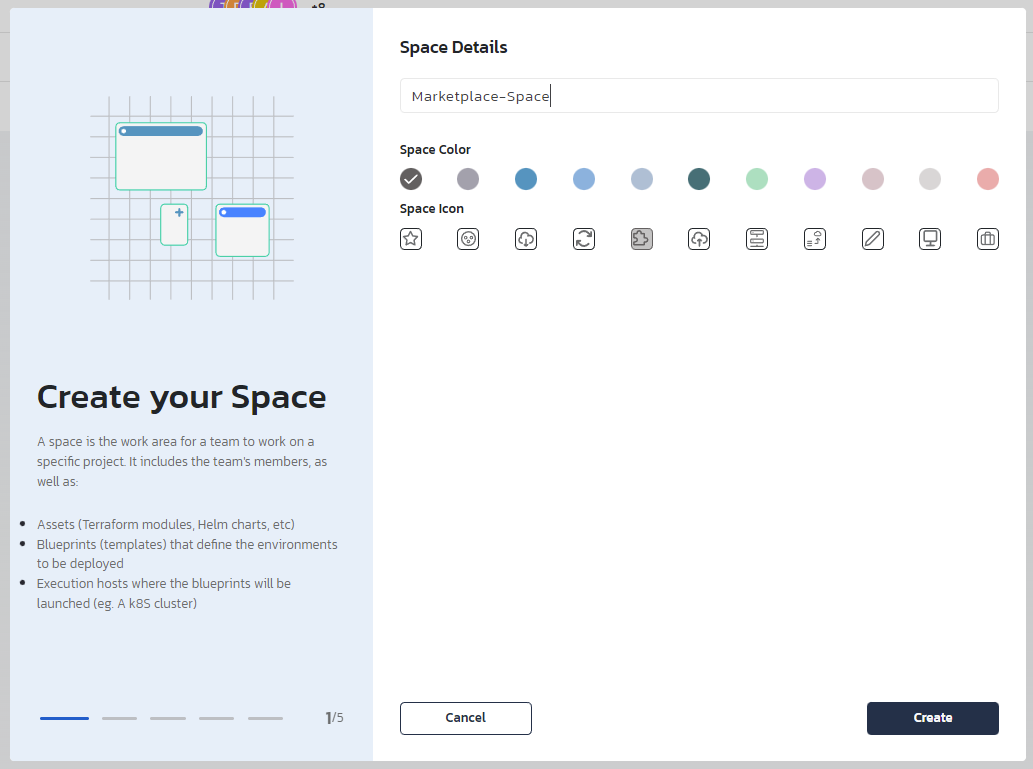 +8
Space Details
Marketplace-Space
Space Color
Space Icon
Create your Space
A space is the work area for a team to work on a
specific project. It includes the team's members, as
well as:
Assets (Terraform modules, Helm charts, etc)
Blueprints (templates) that define the environments
to be deployed
Execution hosts where the blueprints will be
launched (eg. A k8S cluster)
1/5
Cancel
Create